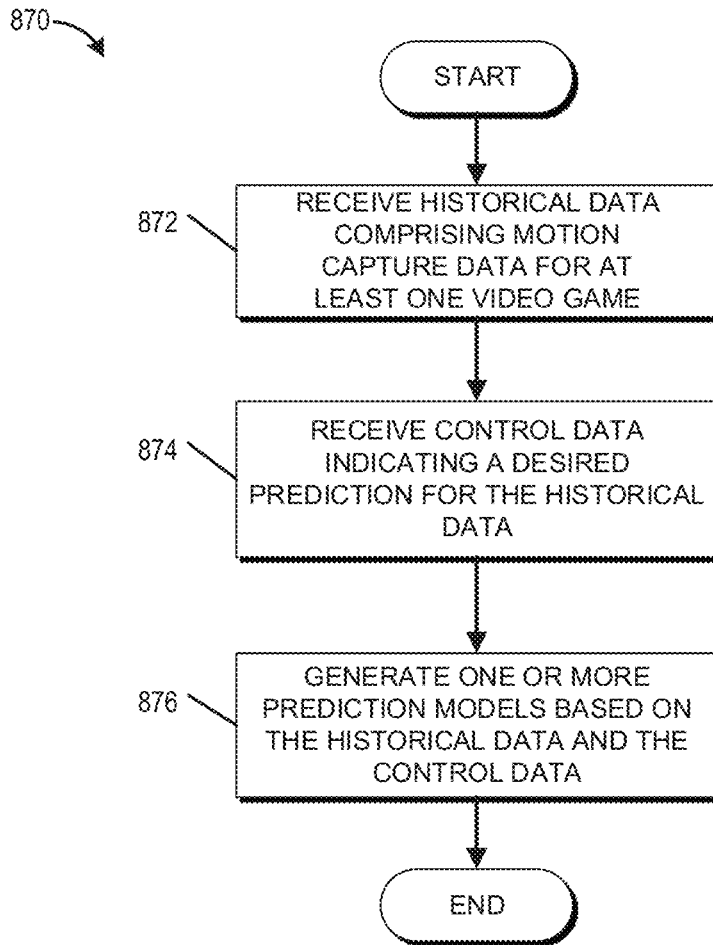 870
START
872
RECEIVE HISTORICAL DATA
COMPRISING MOTION
CAPTURE DATA FOR AT
LEAST ONE VIDEO GAME
874
RECEIVE CONTROL DATA
INDICATING A DESIRED
PREDICTION FOR THE HISTORICAL
DATA
876
GENERATE ONE OR MORE
PREDICTION MODELS BASED ON
THE HISTORICAL DATA AND THE
CONTROL DATA
END